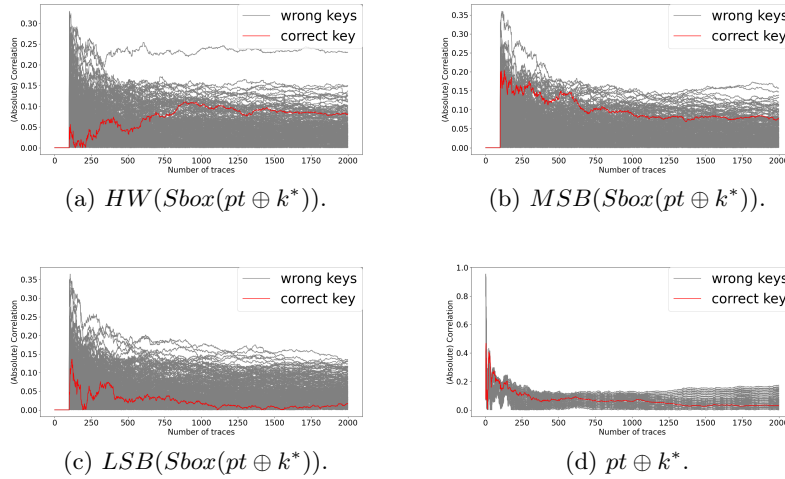 wrong keys
correct key
(Absolute) Correlation
0.30
0.25
0.20
0.15
0.10
0.05
0.00
0 250 500 750 1000 1250 1500 1750 2000
Number of traces
(a) HW(Sbox(pt ⊕ k*)).
wrong keys
correct key
(Absolute) Correlation
0.35
0.30
0.25
0.20
0.15
0.10
0.05
0.00
0 250 500 750 1000 1250 1500 1750 2000
Number of traces
(b) MSB(Sbox(pt ⊕ k*)).
wrong keys
correct key
(Absolute) Correlation
0.35
0.30
0.25
0.20
0.15
0.10
0.05
0.00
0 250 500 750 1000 1250 1500 1750 2000
Number of traces
(c) LSB(Sbox(pt ⊕ k*)).
wrong keys
correct key
(Absolute) Correlation
1.0
0.8
0.6
0.4
0.2
0.0
0 250 500 750 1000 1250 1500 1750 2000
Number of traces
(d) pt ⊕ k*.